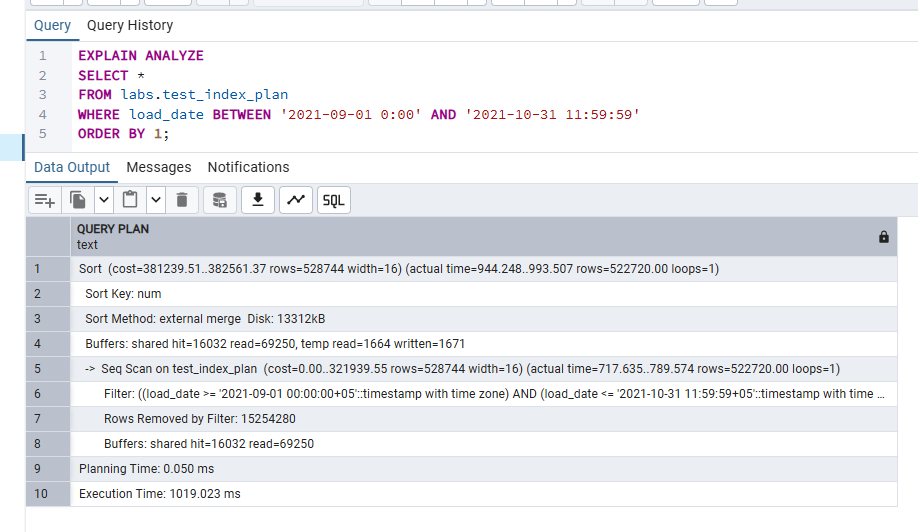 Query Query History
1 EXPLAIN ANALYZE
2 SELECT *
3 FROM labs.test_index_plan
4 WHERE load_date BETWEEN '2021-09-01 0:00' AND '2021-10-31 11:59:59'
5 ORDER BY 1;
Data Output Messages Notifications
SQL
QUERY PLAN
text
1 Sort (cost=381239.51..382561.37 rows=528744 width=16) (actual time=944.248..993.507 rows=522720.00 loops=1)
2 Sort Key: num
3 Sort Method: external merge Disk: 13312kB
4 Buffers: shared hit=16032 read=69250, temp read=1664 written=1671
5 -> Seq Scan on test_index_plan (cost=0.00..321939.55 rows=528744 width=16) (actual time=717.635..789.574 rows=522720.00 loops=1)
6 Filter: ((load_date >= '2021-09-01 00:00:00+05'::timestamp with time zone) AND (load_date <= '2021-10-31 11:59:59+05'::timestamp with time ...
7 Rows Removed by Filter: 15254280
8 Buffers: shared hit=16032 read=69250
9 Planning Time: 0.050 ms
10 Execution Time: 1019.023 ms